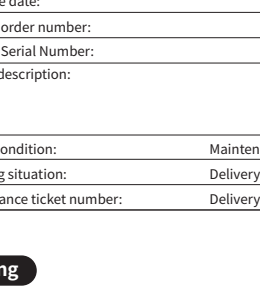 e date:
order number:
Serial Number:
description:
ondition: Mainten
g situation: Delivery
ance ticket number: Delivery
ng